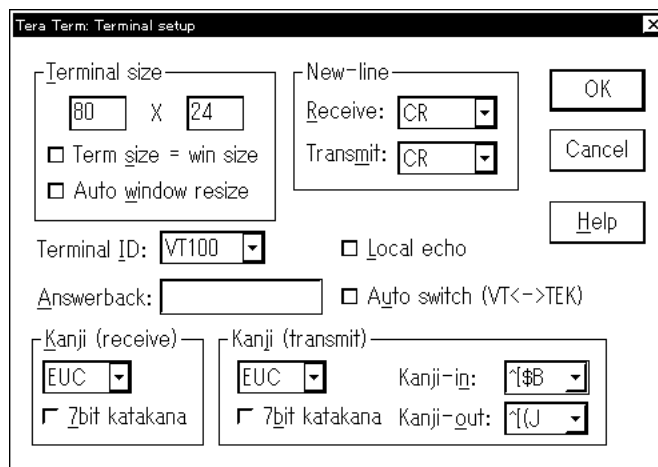 Tera Term: Terminal setup
Terminal size
80 X 24
Term size = win size
Auto window resize
New-line
Receive: CR
Transmit: CR
OK
Cancel
Help
Terminal ID: VT100
Local echo
Answerback:
Auto switch (VT<->TEK)
Kanji (receive)
EUC
7bit katakana
Kanji (transmit)
EUC
7bit katakana
Kanji-in: ^[$B
Kanji-out: ^[(J